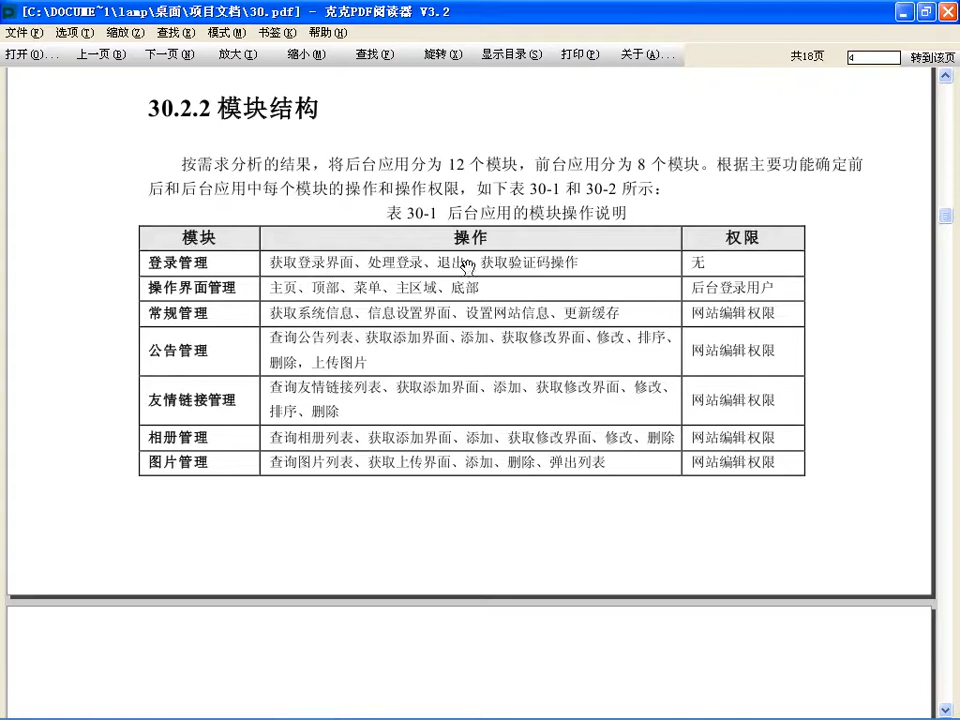 [C:\DOCUME~1\lamp\桌面\项目文档\30.pdf] - 克克PDF阅读器 V3.2
文件(F) 选项(T) 缩放(Z) 查找(E) 模式(M) 书签(K) 帮助(H)
打开(O)... 上一页(B) 下一页(N) 放大(I) 缩小(M) 查找(F) 旋转(X) 显示目录(S) 打印(P) 关于(A)... 共18页 4 转到该页
30.2.2 模块结构
按需求分析的结果，将后台应用分为 12 个模块，前台应用分为 8 个模块。根据主要功能确定前
后和后台应用中每个模块的操作和操作权限，如下表 30-1 和 30-2 所示：
表 30-1 后台应用的模块操作说明
模块 操作 权限
登录管理 获取登录界面、处理登录、退出、获取验证码操作 无
操作界面管理 主页、顶部、菜单、主区域、底部 后台登录用户
常规管理 获取系统信息、信息设置界面、设置网站信息、更新缓存 网站编辑权限
公告管理 查询公告列表、获取添加界面、添加、获取修改界面、修改、排序、
删除，上传图片 网站编辑权限
友情链接管理 查询友情链接列表、获取添加界面、添加、获取修改界面、修改、
排序、删除 网站编辑权限
相册管理 查询相册列表、获取添加界面、添加、获取修改界面、修改、删除 网站编辑权限
图片管理 查询图片列表、获取上传界面、添加、删除、弹出列表 网站编辑权限